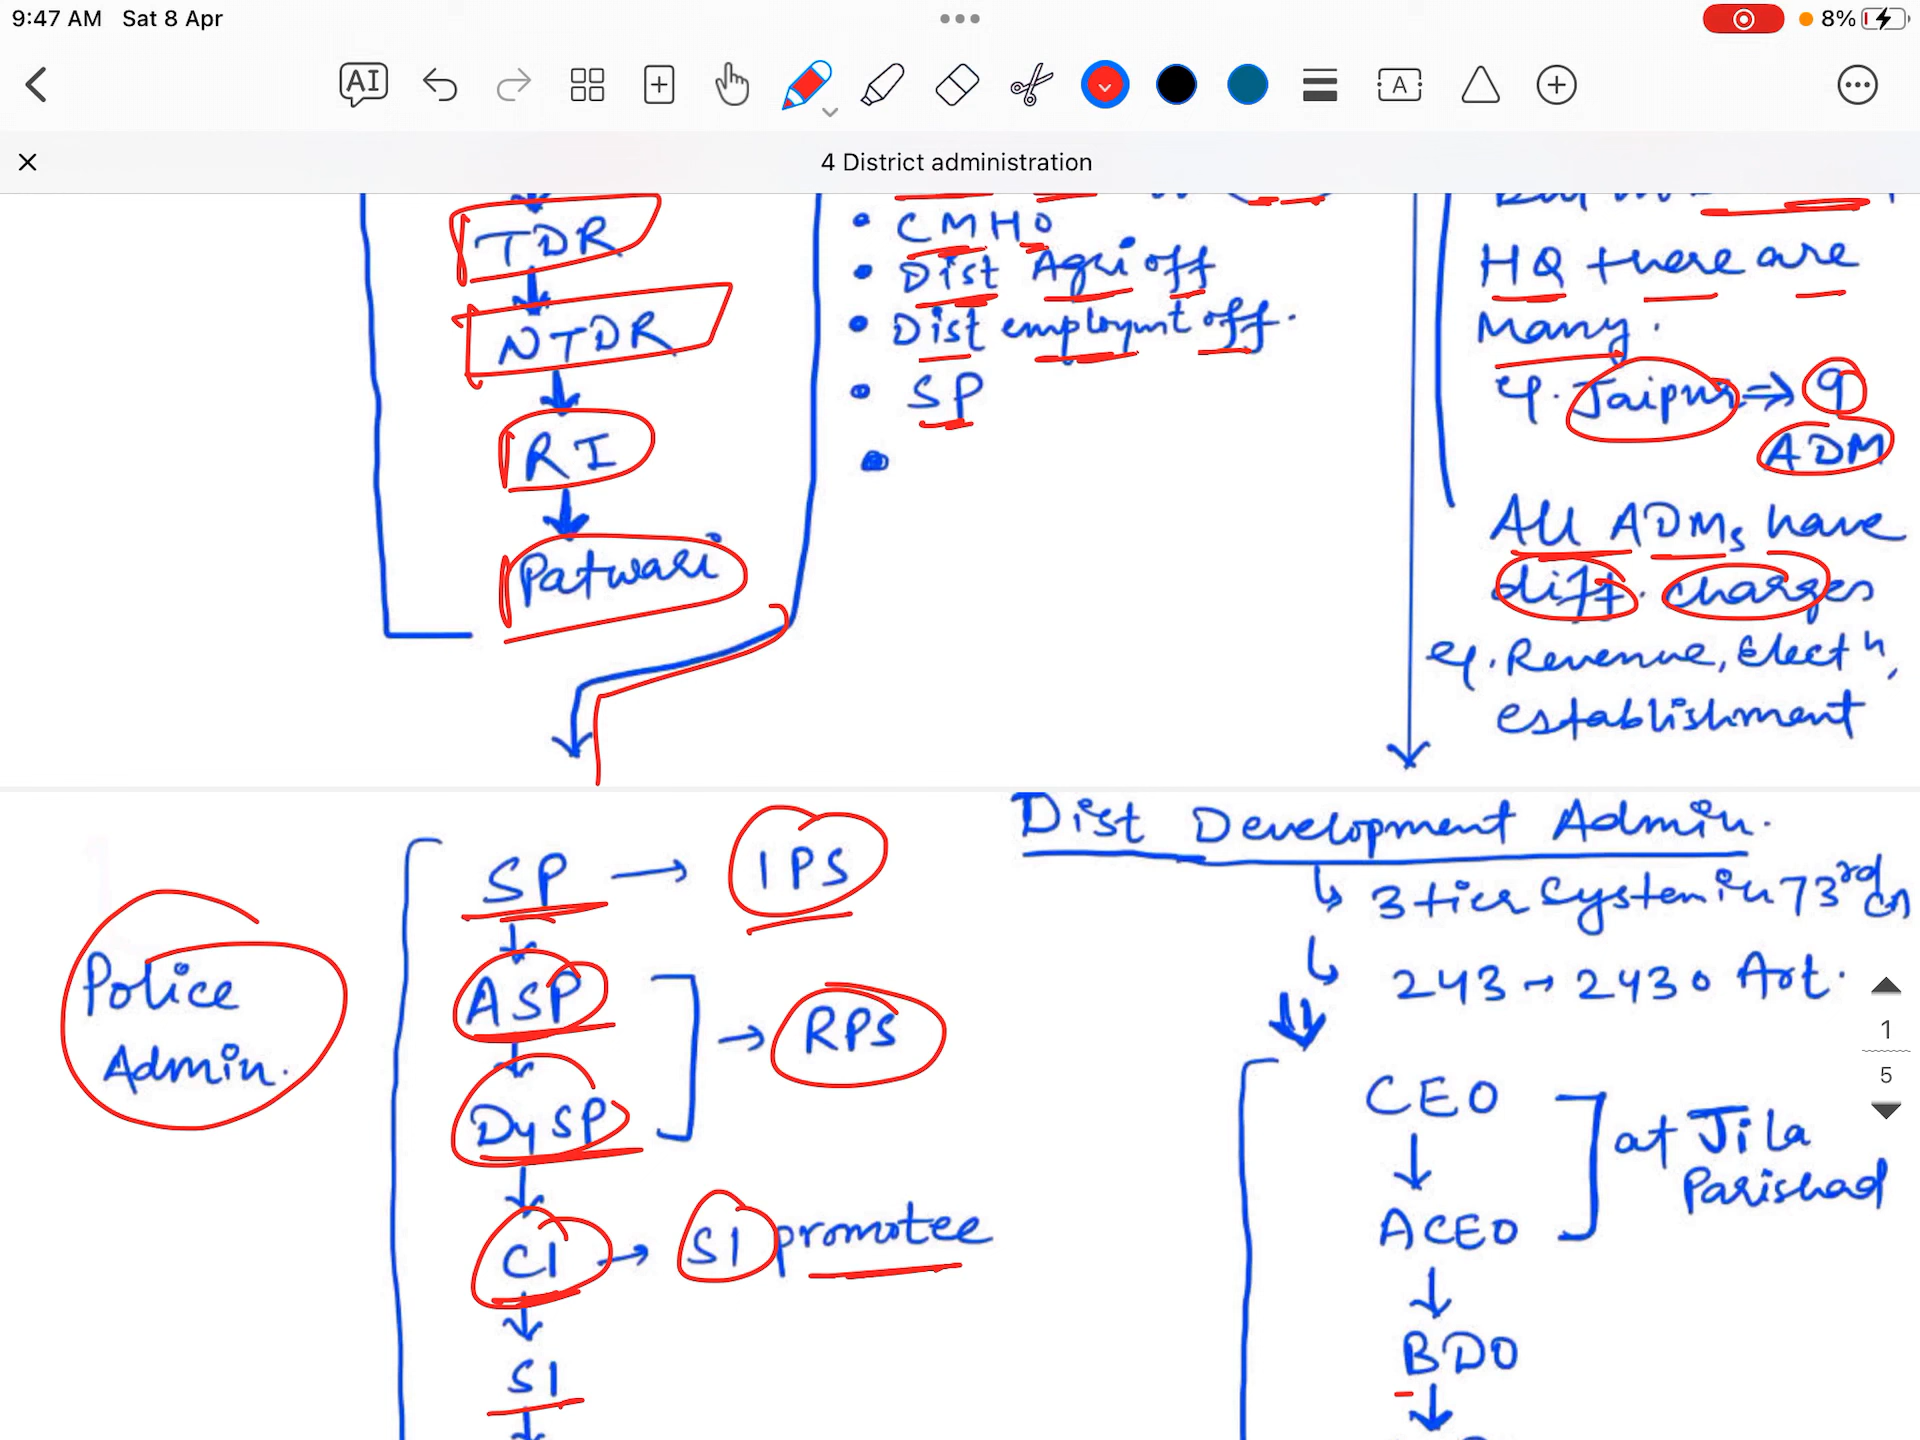 9:47 AM Sat 8 Apr
8%
AI
A
4 District administration
TDR
NTDR
RI
Patwari
CMHO
Dist Agri off
Dist employmt off.
SP
HQ there are
Many.
eg. Jaipur ⇒ 9
ADM
All ADMs have
diff. charges
eg. Revenue, Electn,
establishment
Police
Admin.
SP → IPS
ASP
DySP
→ RPS
CI → SI promotee
SI
Dist Development Admin.
3 tier System in 73rd
243 → 243O Art.
CEO
ACEO
at Jila
Parishad
BDO
1
5